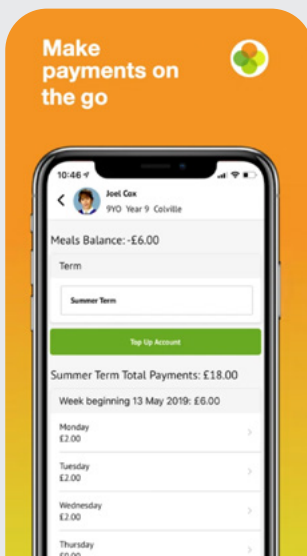 Make
payments on
the go
10:46
Joel Cox
9YO Year 9 Colville
Meals Balance: -£6.00
Term
Summer Term
Top Up Account
Summer Term Total Payments: £18.00
Week beginning 13 May 2019: £6.00
Monday
£2.00
Tuesday
£2.00
Wednesday
£2.00
Thursday
£0.00